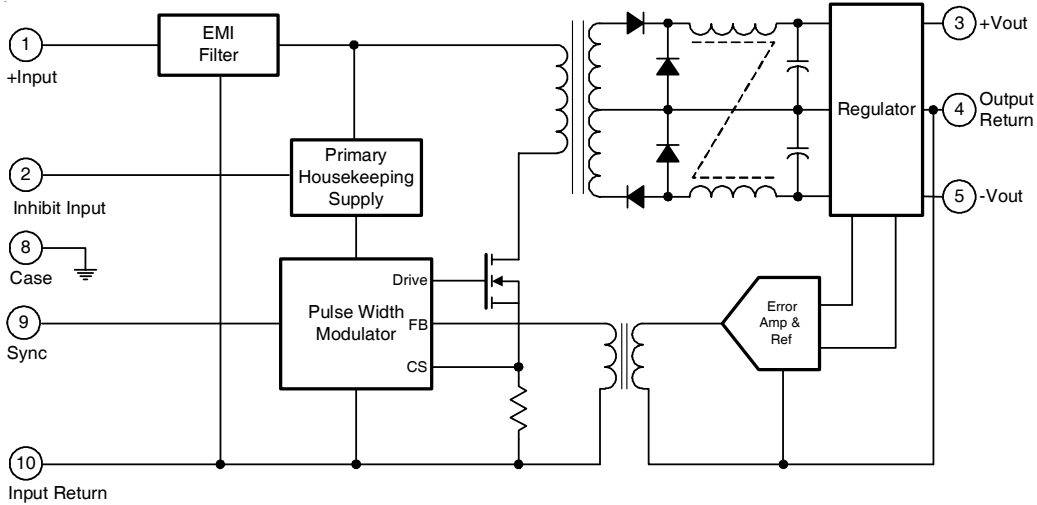 1
+Input
EMI
Filter
3
+Vout
Regulator
4
Output
Return
5
-Vout
2
Inhibit Input
Primary
Housekeeping
Supply
8
Case
Drive
Pulse Width
Modulator
FB
CS
9
Sync
Error
Amp &
Ref
10
Input Return